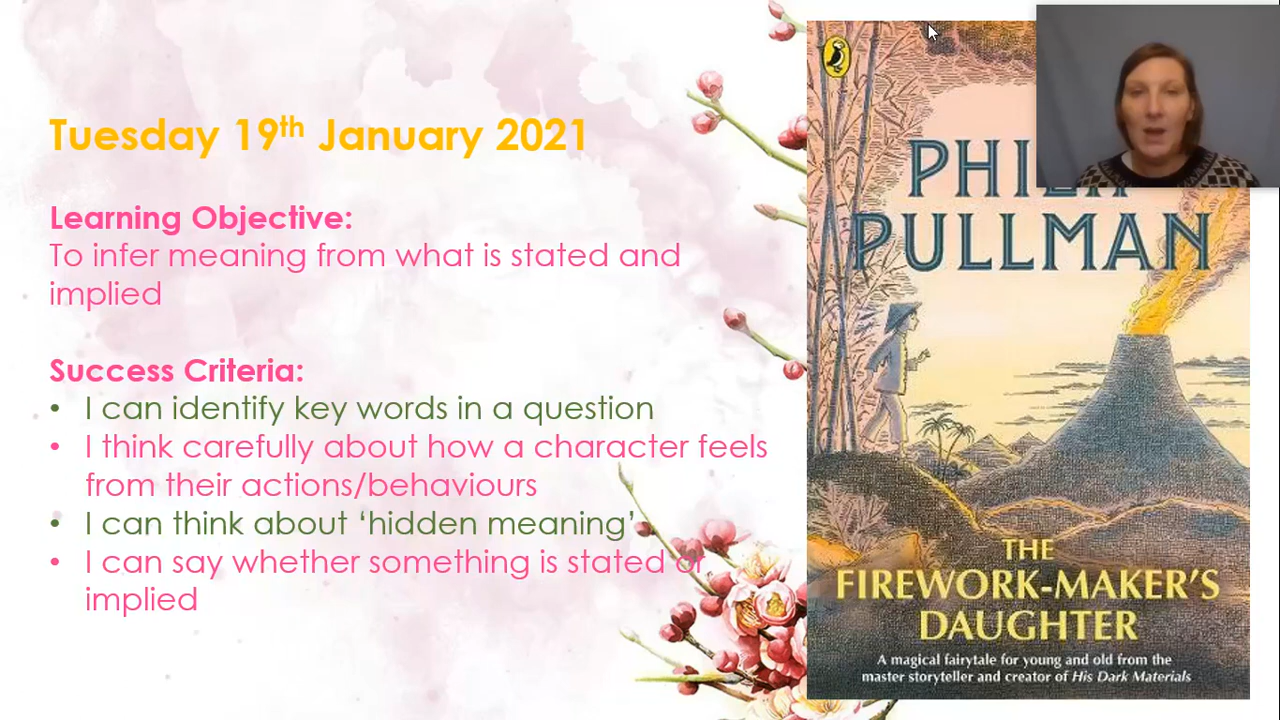 Tuesday 19th January 2021
Learning Objective:
To infer meaning from what is stated and
implied
Success Criteria:
• I can identify key words in a question
• I think carefully about how a character feels
from their actions/behaviours
• I can think about ‘hidden meaning’
• I can say whether something is stated or
implied
PULLMAN
THE
FIREWORK-MAKER'S
DAUGHTER
A magical fairytale for young and old from the
master storyteller and creator of His Dark Materials